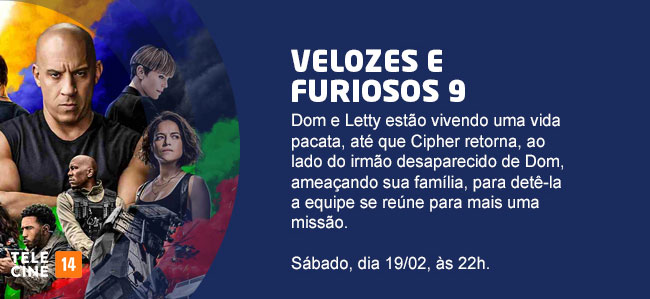 VELOZES E
FURIOSOS 9
Dom e Letty estão vivendo uma vida
pacata, até que Cipher retorna, ao
lado do irmão desaparecido de Dom,
ameaçando sua família, para detê-la
a equipe se reúne para mais uma
missão.
Sábado, dia 19/02, às 22h.
TELE
CINE
14